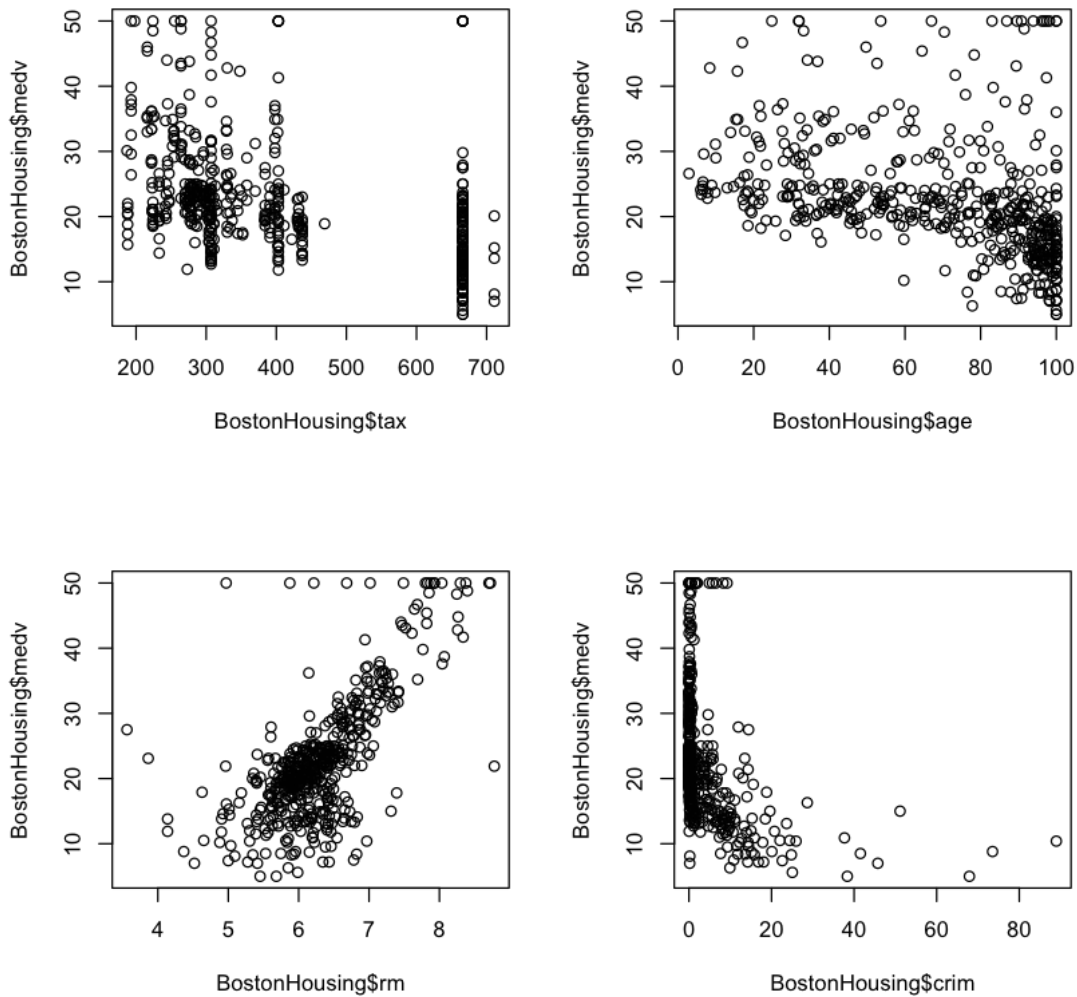 BostonHousing$medv
50
40
30
20
10
200 300 400 500 600 700
BostonHousing$tax
BostonHousing$medv
50
40
30
20
10
0 20 40 60 80 100
BostonHousing$age
BostonHousing$medv
50
40
30
20
10
4 5 6 7 8
BostonHousing$rm
BostonHousing$medv
50
40
30
20
10
0 20 40 60 80
BostonHousing$crim